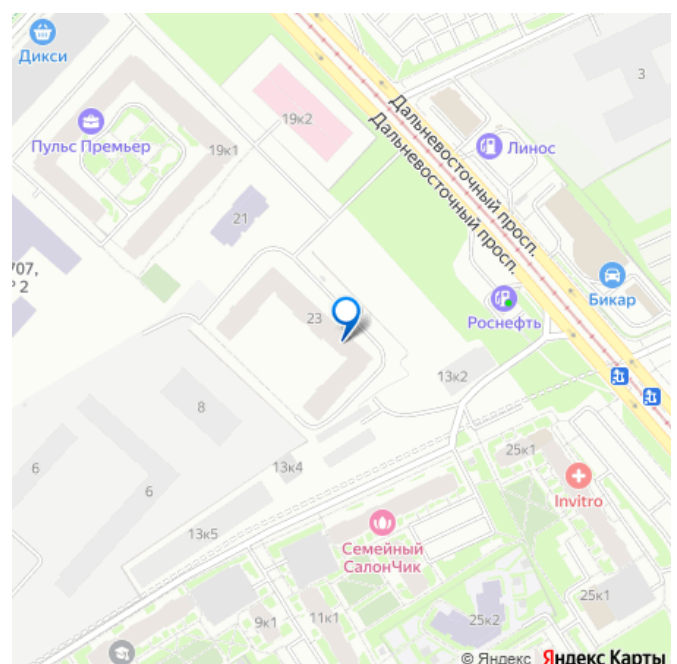 Дикси
3
19к2
Дальневосточный просп.
Дальневосточный просп.
Пульс Премьер
19к1
Линос
21
707,
2
Бикар
23
Роснефть
13к2
8
25к1
6
13к4
6
Invitro
13к5
Семейный
СалонЧик
25к1
9к1
11к1
25к2
© Яндекс Яндекс Карты